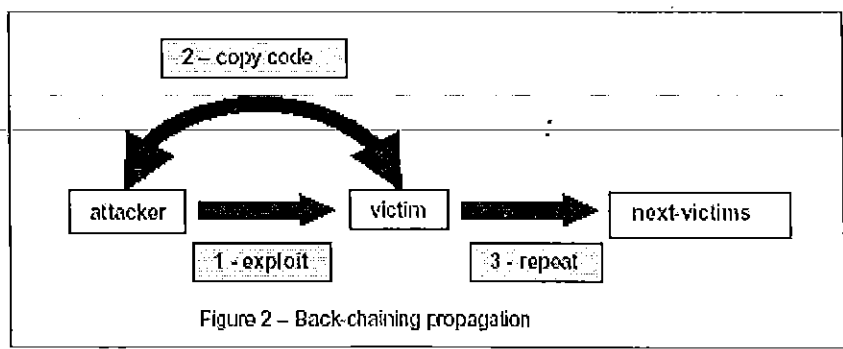 2 – copy code
attacker
victim
next-victims
1 - exploit
3 - repeat
Figure 2 – Back-chaining propagation